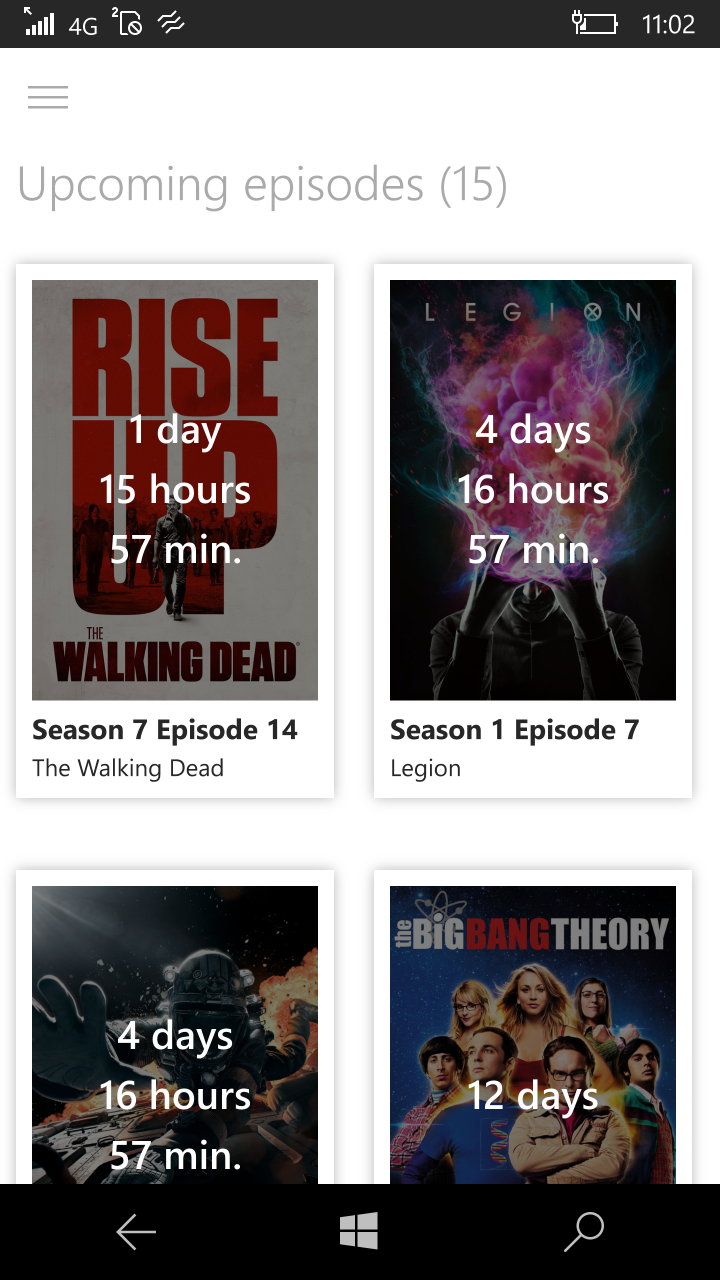 4G 2 11:02
Upcoming episodes (15)
RISE
UP
1 day
15 hours
57 min.
THE
WALKING DEAD
Season 7 Episode 14
The Walking Dead
LEGION
4 days
16 hours
57 min.
Season 1 Episode 7
Legion
4 days
16 hours
57 min.
the BIG BANG THEORY
12 days